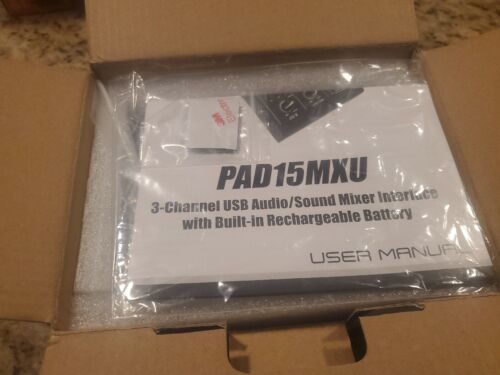 PAD15MXU
3-Channel USB Audio/Sound Mixer Interface
with Built-in Rechargeable Battery
USER MANUAL